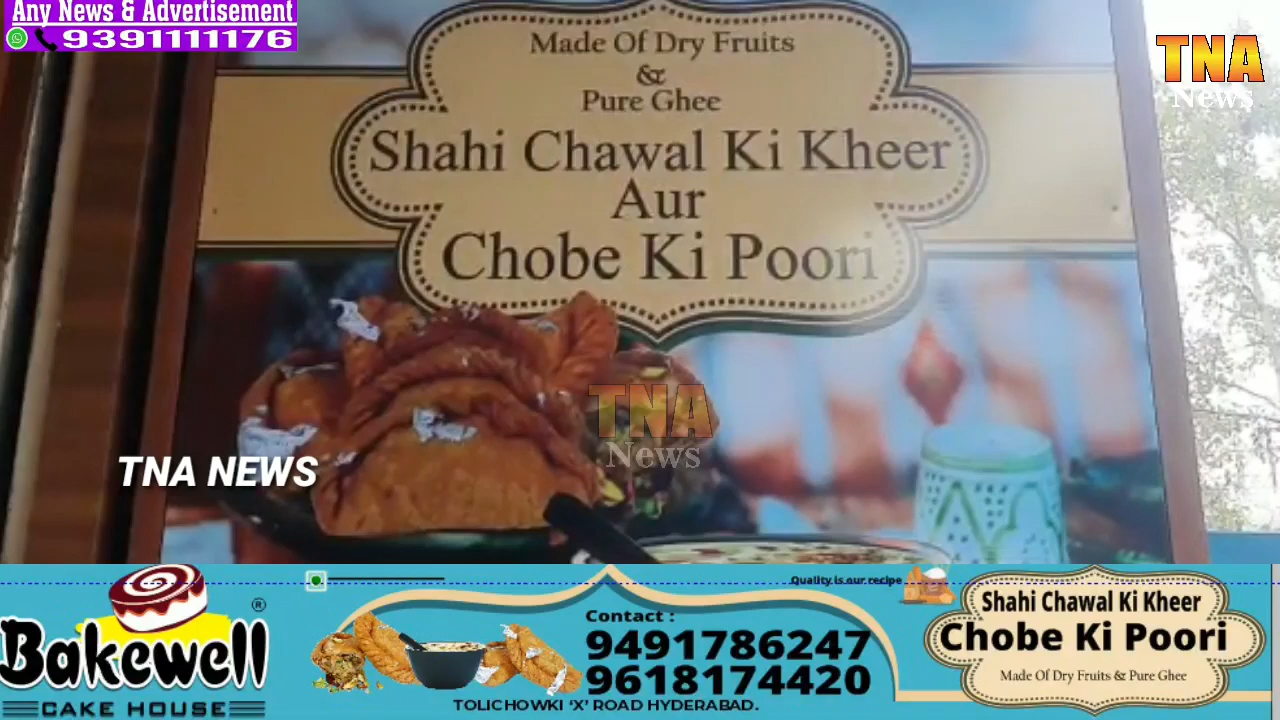 Any News & Advertisement
9391111176
TNA
News
Made Of Dry Fruits
&
Pure Ghee
Shahi Chawal Ki Kheer
Aur
Chobe Ki Poori
TNA
News
TNA NEWS
Bakewell ®
CAKE HOUSE
Contact :
9491786247
9618174420
TOLICHOWKI ‘X’ ROAD HYDERABAD.
Quality is our recipe
Shahi Chawal Ki Kheer
Chobe Ki Poori
Made Of Dry Fruits & Pure Ghee